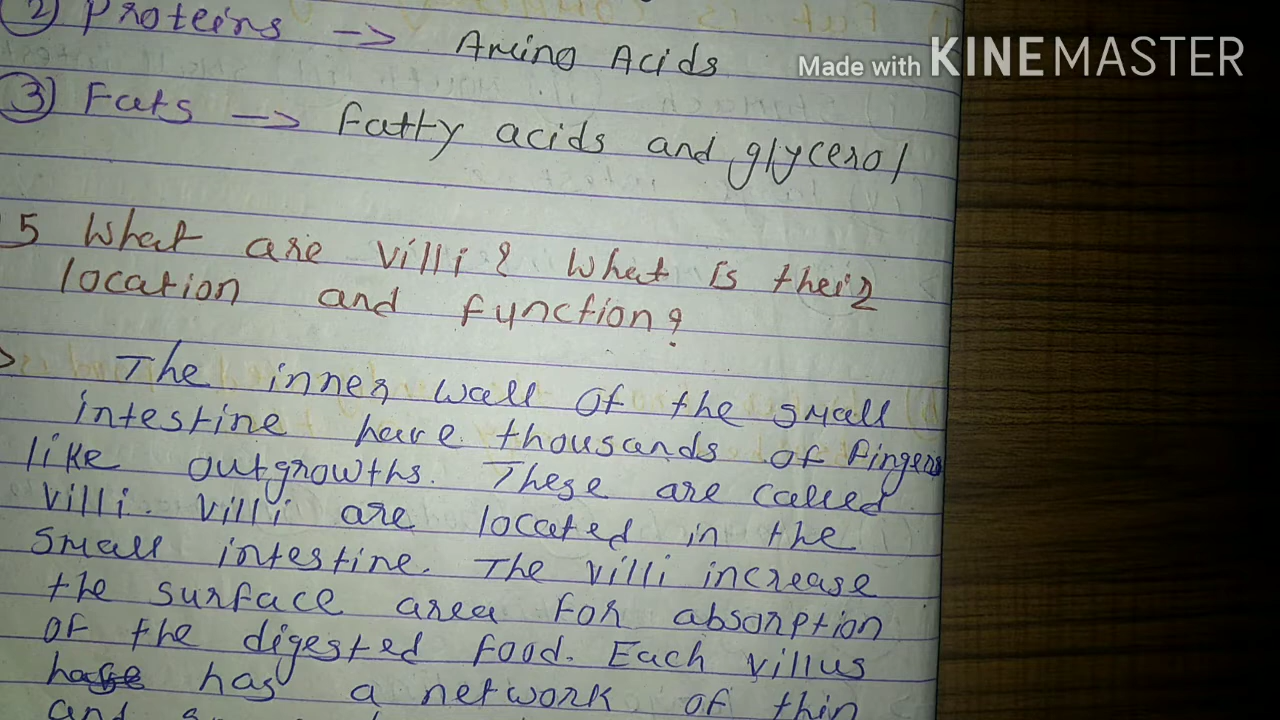 2) Proteins -> Amino Acids
Made with KINEMASTER
3) Fats -> Fatty acids and glycerol
5 What are villi? What is their
location and function?
The inner wall of the small
intestine have thousands of fingers
like outgrowths. These are called
villi. Villi are located in the
small intestine. The villi increase
the surface area for absorption
of the digested food. Each villus
has a network of thin
and